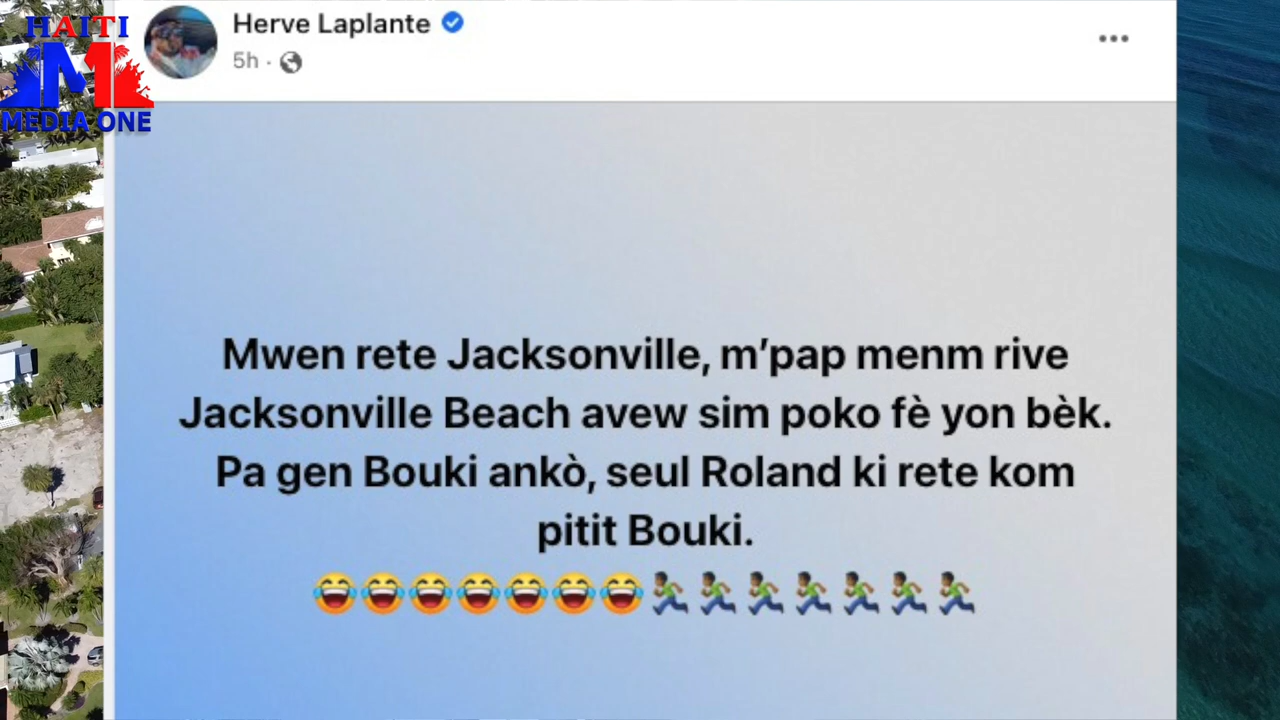 HAITI
MEDIA ONE
Herve Laplante
5h ·
Mwen rete Jacksonville, m’pap menm rive
Jacksonville Beach avew sim poko fè yon bèk.
Pa gen Bouki ankò, seul Roland ki rete kom
pitit Bouki.
😂😂😂😂😂😂😂🏃🏾‍♂️🏃🏾‍♂️🏃🏾‍♂️🏃🏾‍♂️🏃🏾‍♂️🏃🏾‍♂️🏃🏾‍♂️